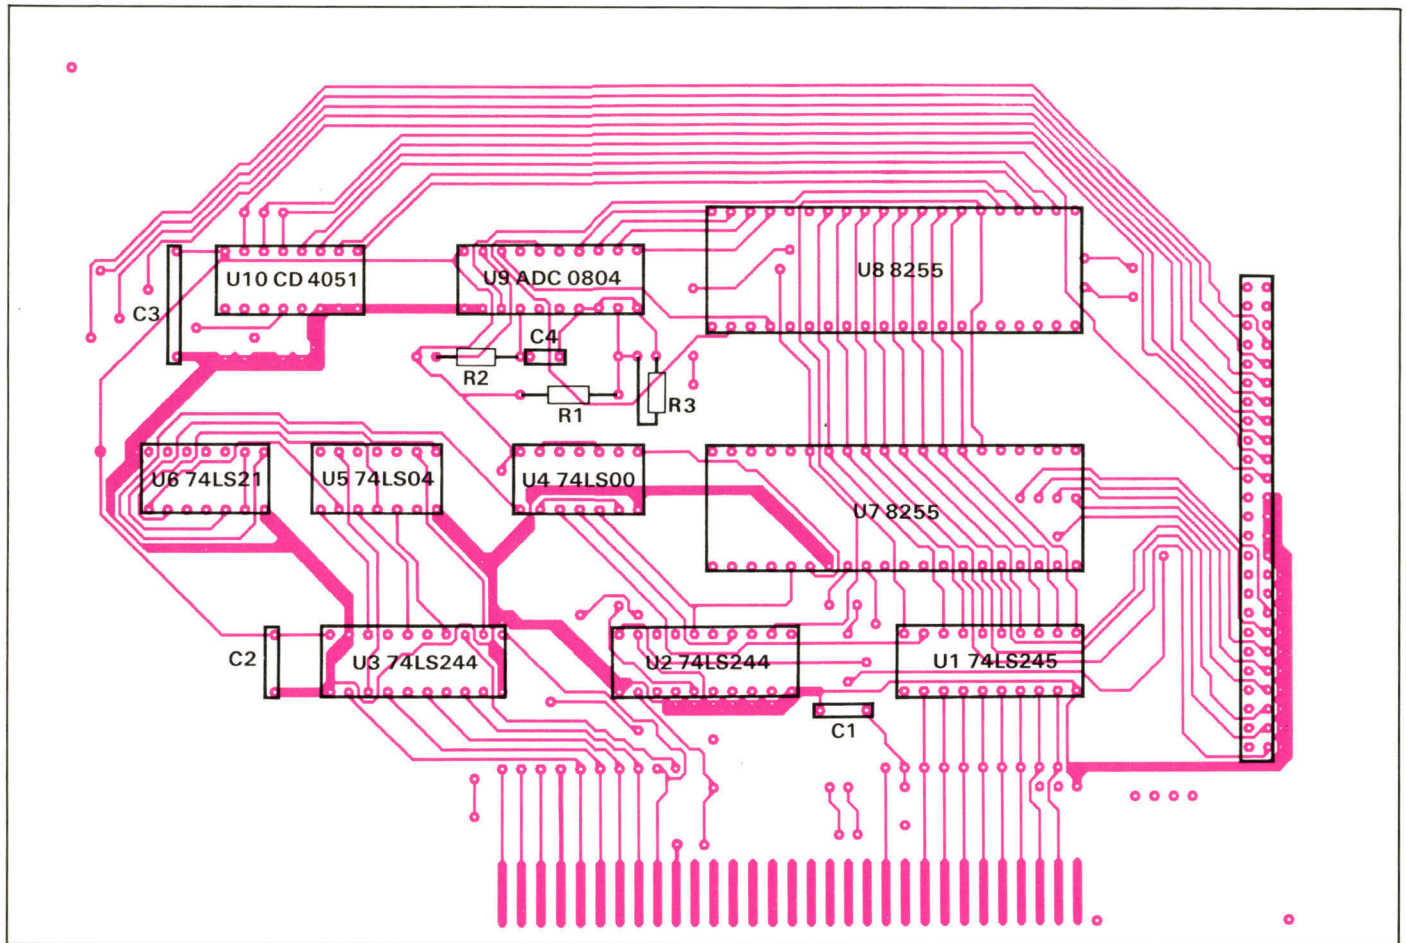 U10 CD 4051
U9 ADC 0804
U8 8255
C3
C4
R2
R1
R3
U6 74LS21
U5 74LS04
U4 74LS00
U7 8255
C2
U3 74LS244
U2 74LS244
U1 74LS245
C1